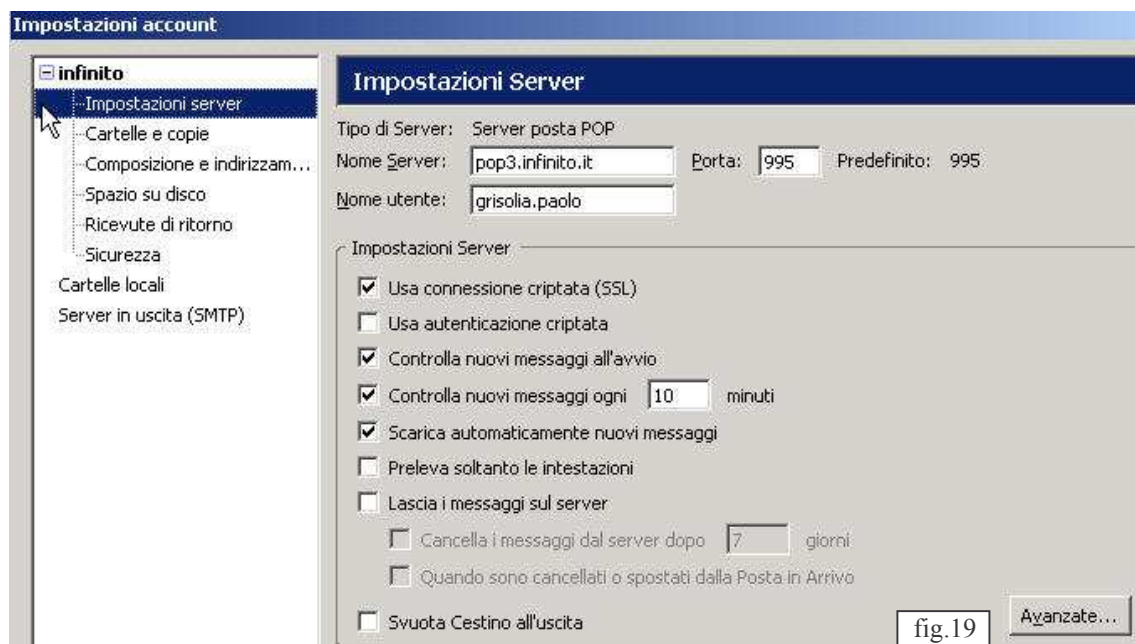 Impostazioni account
infinito
Impostazioni server
Cartelle e copie
Composizione e indirizzam...
Spazio su disco
Ricevute di ritorno
Sicurezza
Cartelle locali
Server in uscita (SMTP)
Impostazioni Server
Tipo di Server: Server posta POP
Nome Server: pop3.infinito.it Porta: 995 Predefinito: 995
Nome utente: grisolia.paolo
Impostazioni Server
Usa connessione criptata (SSL)
Usa autenticazione criptata
Controlla nuovi messaggi all'avvio
Controlla nuovi messaggi ogni 10 minuti
Scarica automaticamente nuovi messaggi
Preleva soltanto le intestazioni
Lascia i messaggi sul server
Cancella i messaggi dal server dopo 7 giorni
Quando sono cancellati o spostati dalla Posta in Arrivo
Svuota Cestino all'uscita
fig.19
Avanzate...